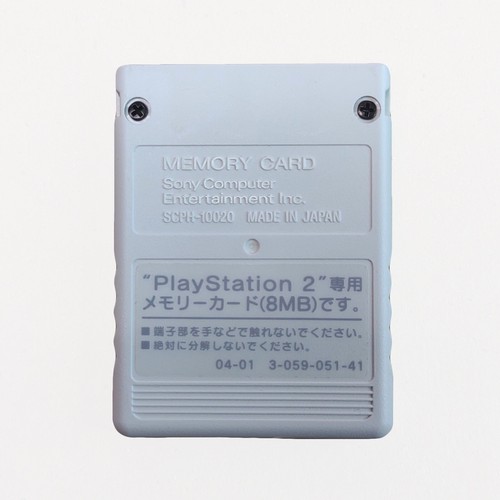 MEMORY CARD
Sony Computer
Entertainment Inc.
SCPH-10020 MADE IN JAPAN
"PlayStation 2"専用
メモリーカード(8MB)です。
■端子部を手などで触れないでください。
■絶対に分解しないでください。
04-01 3-059-051-41